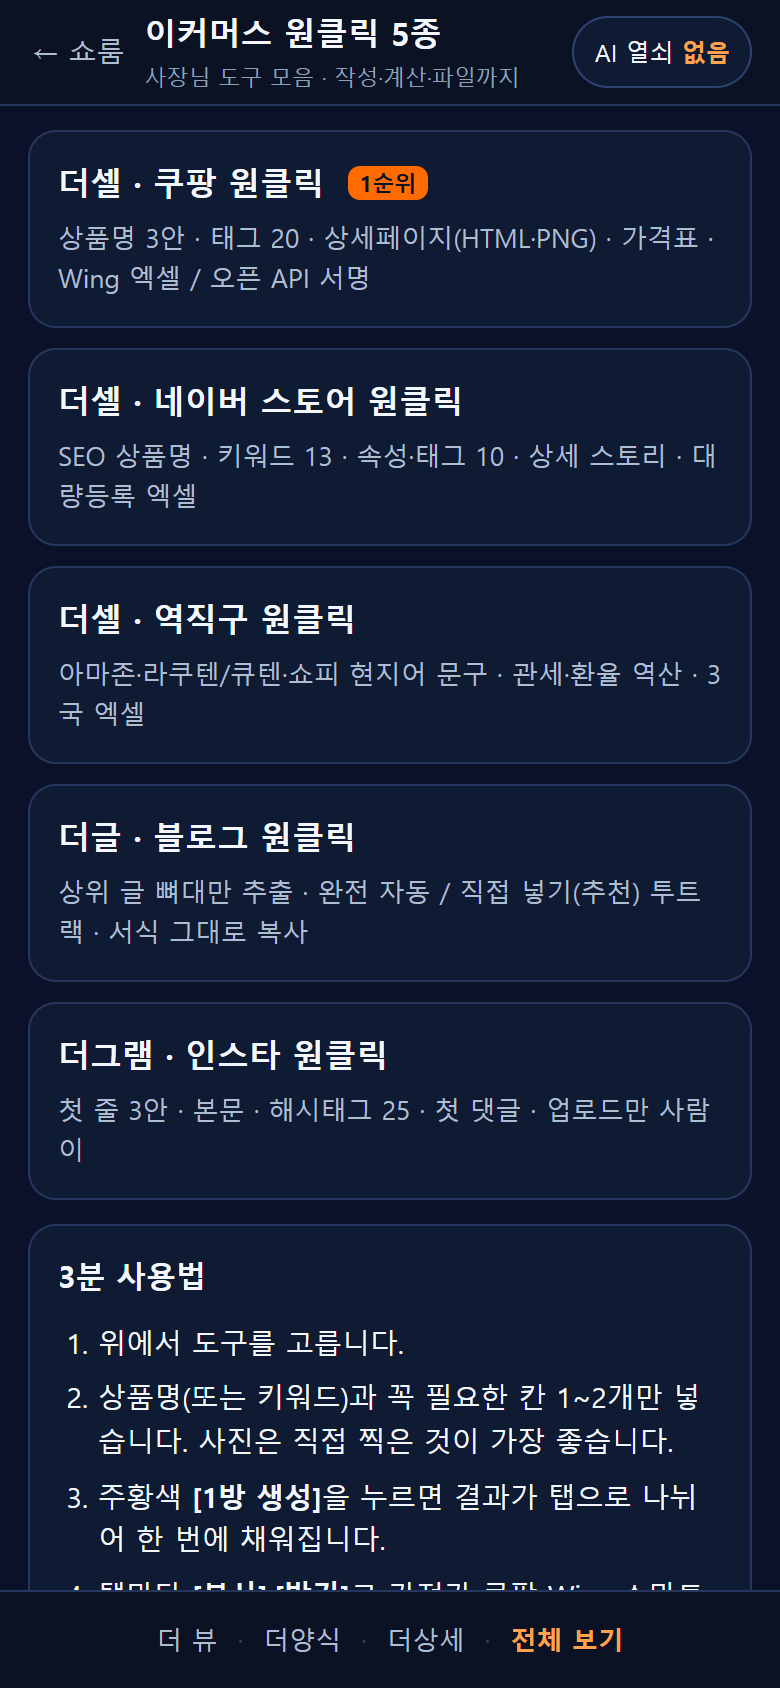 ← 쇼룸
이커머스 원클릭 5종
사장님 도구 모음 · 작성·계산·파일까지
AI 열쇠 없음
더셀 · 쿠팡 원클릭 1순위
상품명 3안 · 태그 20 · 상세페이지(HTML·PNG) · 가격표 ·
Wing 엑셀 / 오픈 API 서명
더셀 · 네이버 스토어 원클릭
SEO 상품명 · 키워드 13 · 속성·태그 10 · 상세 스토리 · 대
량등록 엑셀
더셀 · 역직구 원클릭
아마존·라쿠텐/큐텐·쇼피 현지어 문구 · 관세·환율 역산 · 3
국 엑셀
더글 · 블로그 원클릭
상위 글 뼈대만 추출 · 완전 자동 / 직접 넣기(추천) 투트
랙 · 서식 그대로 복사
더그램 · 인스타 원클릭
첫 줄 3안 · 본문 · 해시태그 25 · 첫 댓글 · 업로드만 사람
이
3분 사용법
1. 위에서 도구를 고릅니다.
2. 상품명(또는 키워드)과 꼭 필요한 칸 1~2개만 넣
습니다. 사진은 직접 찍은 것이 가장 좋습니다.
3. 주황색 [1방 생성]을 누르면 결과가 탭으로 나뉘
어 한 번에 채워집니다.
더 뷰 · 더양식 · 더상세 · 전체 보기